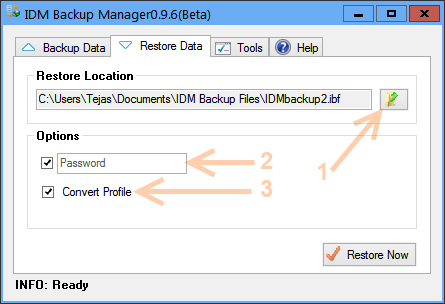 IDM Backup Manager0.9.6(Beta)
Backup Data Restore Data Tools Help
Restore Location
C:\Users\Tejas\Documents\IDM Backup Files\IDMbackup2.ibf
1
Options
Password 2
Convert Profile 3
Restore Now
INFO: Ready